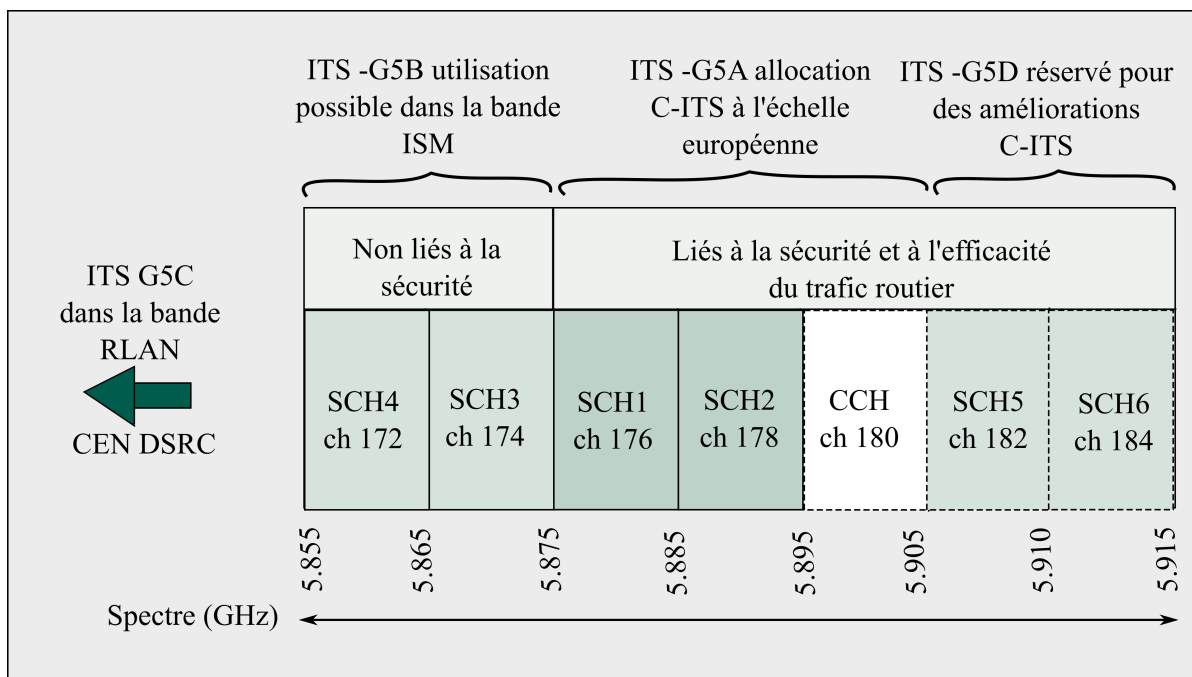 ITS -G5B utilisation
possible dans la bande
ISM
ITS -G5A allocation
C-ITS à l'échelle
européenne
ITS -G5D réservé pour
des améliorations
C-ITS
Non liés à la
sécurité
Liés à la sécurité et à l'efficacité
du trafic routier
ITS G5C
dans la bande
RLAN
CEN DSRC
SCH4
ch 172
SCH3
ch 174
SCH1
ch 176
SCH2
ch 178
CCH
ch 180
SCH5
ch 182
SCH6
ch 184
5.855
5.865
5.875
5.885
5.895
5.905
5.910
5.915
Spectre (GHz)